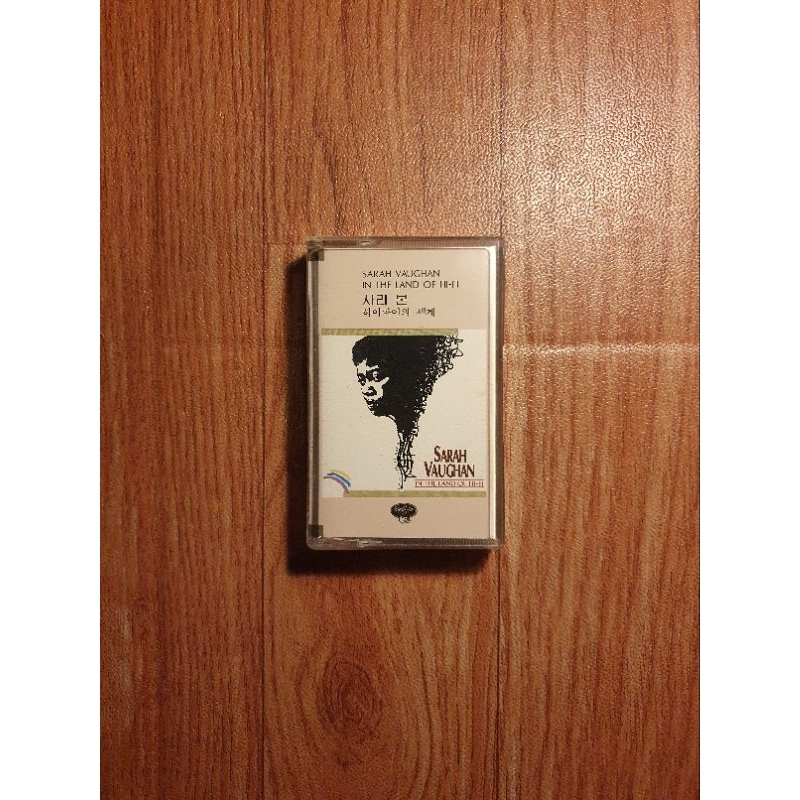 SARAH VAUGHAN
IN THE LAND OF HI-FI
사라 본
하이 파이의 세계
SARAH
VAUGHAN
IN THE LAND OF HI-FI